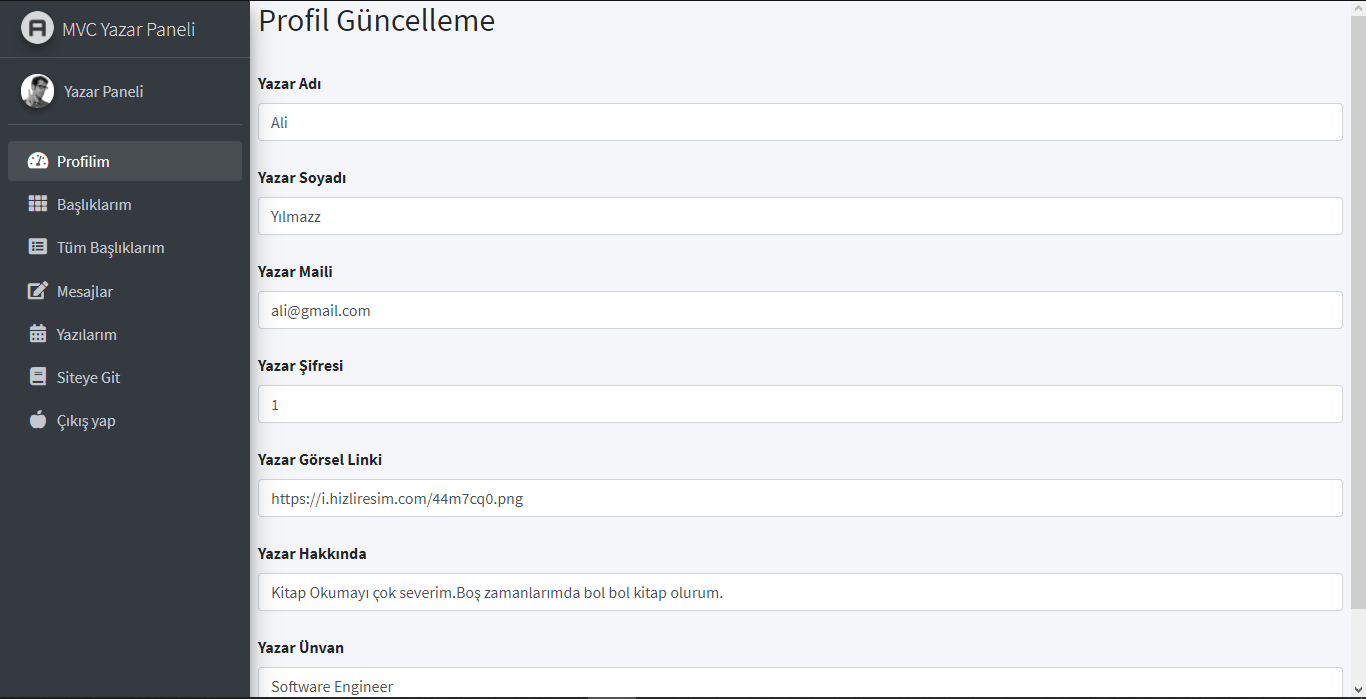 MVC Yazar Paneli
Yazar Paneli
Profilim
Başlıklarım
Tüm Başlıklarım
Mesajlar
Yazılarım
Siteye Git
Çıkış yap
Profil Güncelleme
Yazar Adı
Ali
Yazar Soyadı
Yılmazz
Yazar Maili
ali@gmail.com
Yazar Şifresi
1
Yazar Görsel Linki
https://i.hizliresim.com/44m7cq0.png
Yazar Hakkında
Kitap Okumayı çok severim.Boş zamanlarımda bol bol kitap olurum.
Yazar Ünvan
Software Engineer